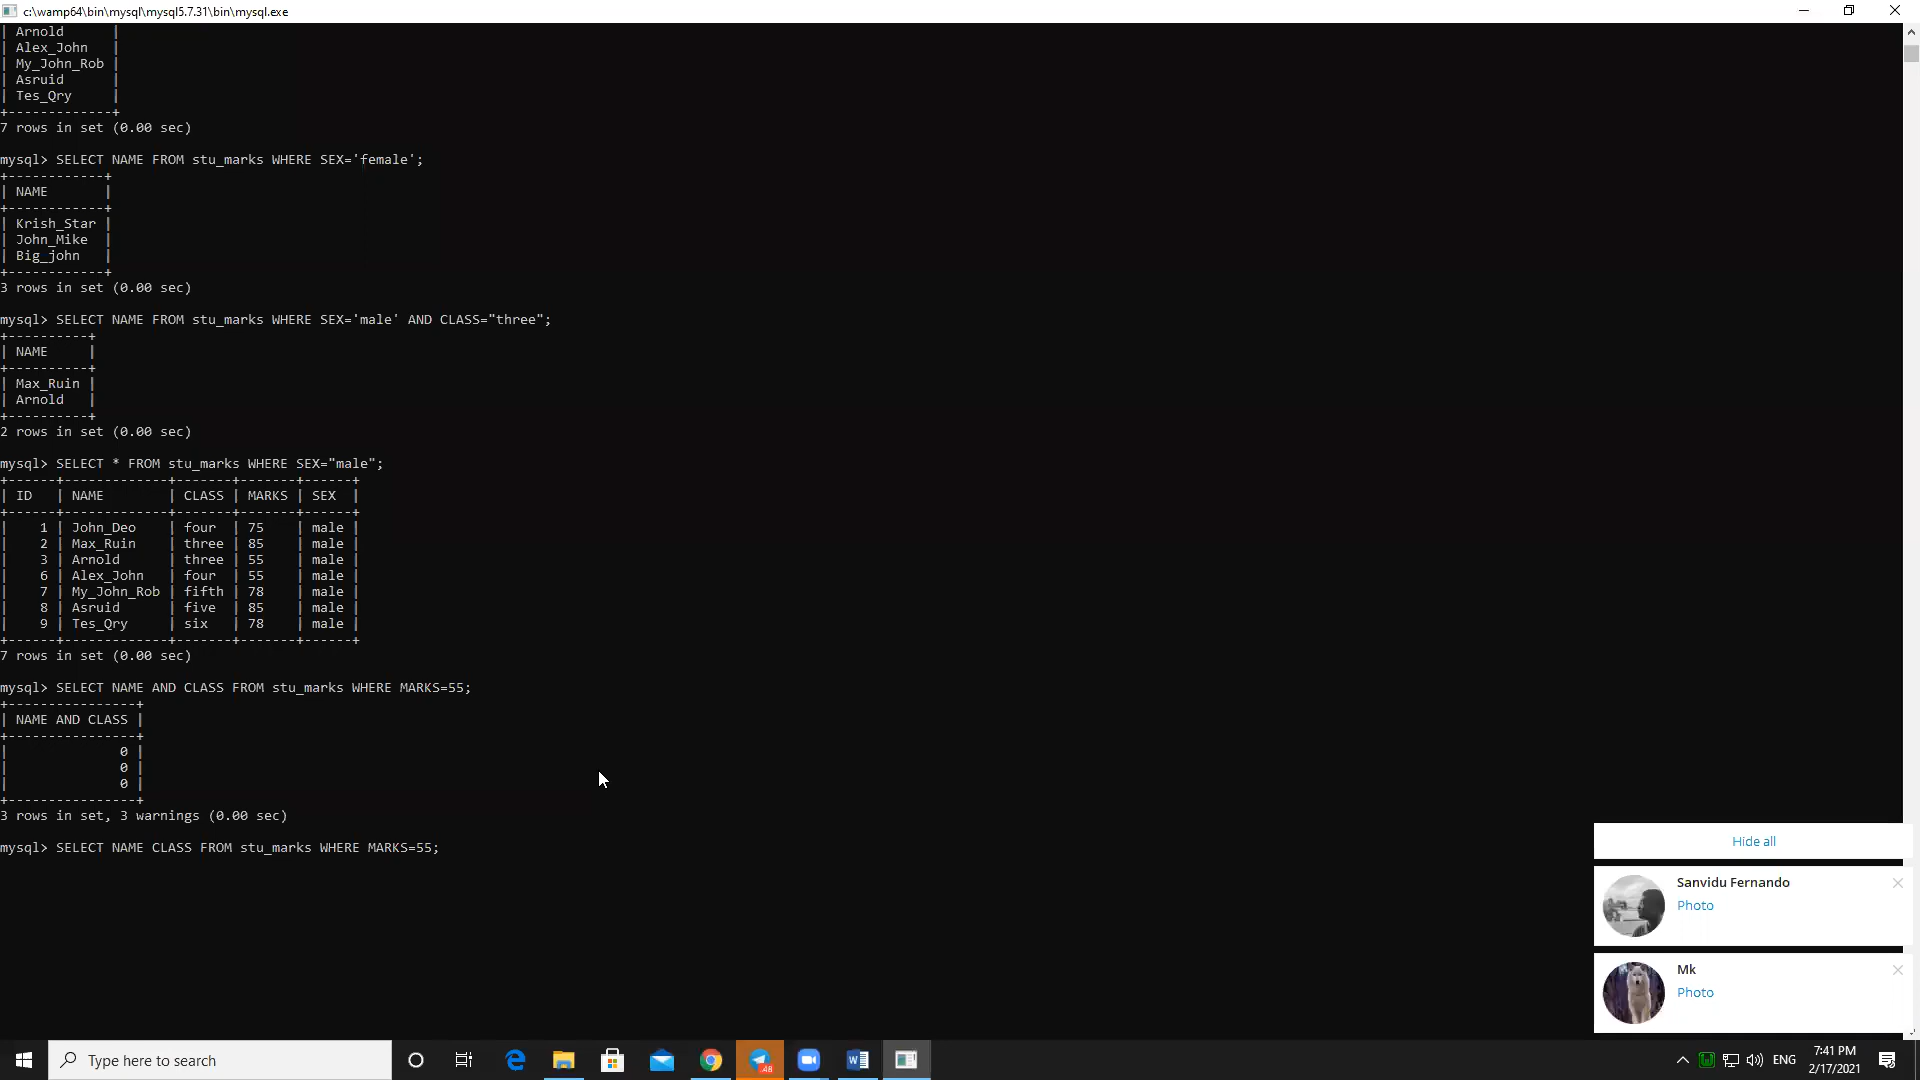 c:\wamp64\bin\mysql\mysql5.7.31\bin\mysql.exe
| Arnold      |
| Alex_John   |
| My_John_Rob |
| Asruid      |
| Tes_Qry     |
+-------------+
7 rows in set (0.00 sec)
mysql> SELECT NAME FROM stu_marks WHERE SEX='female';
+------------+
| NAME       |
+------------+
| Krish_Star |
| John_Mike  |
| Big_john   |
+------------+
3 rows in set (0.00 sec)
mysql> SELECT NAME FROM stu_marks WHERE SEX='male' AND CLASS="three";
+----------+
| NAME     |
+----------+
| Max_Ruin |
| Arnold   |
+----------+
2 rows in set (0.00 sec)
mysql> SELECT * FROM stu_marks WHERE SEX="male";
+------+-------------+-------+-------+------+
| ID   | NAME        | CLASS | MARKS | SEX  |
+------+-------------+-------+-------+------+
|    1 | John_Deo    | four  | 75    | male |
|    2 | Max_Ruin    | three | 85    | male |
|    3 | Arnold      | three | 55    | male |
|    6 | Alex_John   | four  | 55    | male |
|    7 | My_John_Rob | fifth | 78    | male |
|    8 | Asruid      | five  | 85    | male |
|    9 | Tes_Qry     | six   | 78    | male |
+------+-------------+-------+-------+------+
7 rows in set (0.00 sec)
mysql> SELECT NAME AND CLASS FROM stu_marks WHERE MARKS=55;
+----------------+
| NAME AND CLASS |
+----------------+
|              0 |
|              0 |
|              0 |
+----------------+
3 rows in set, 3 warnings (0.00 sec)
mysql> SELECT NAME CLASS FROM stu_marks WHERE MARKS=55;
Hide all
Sanvidu Fernando
Photo
Mk
Photo
Type here to search
.48
ENG
7:41 PM
2/17/2021